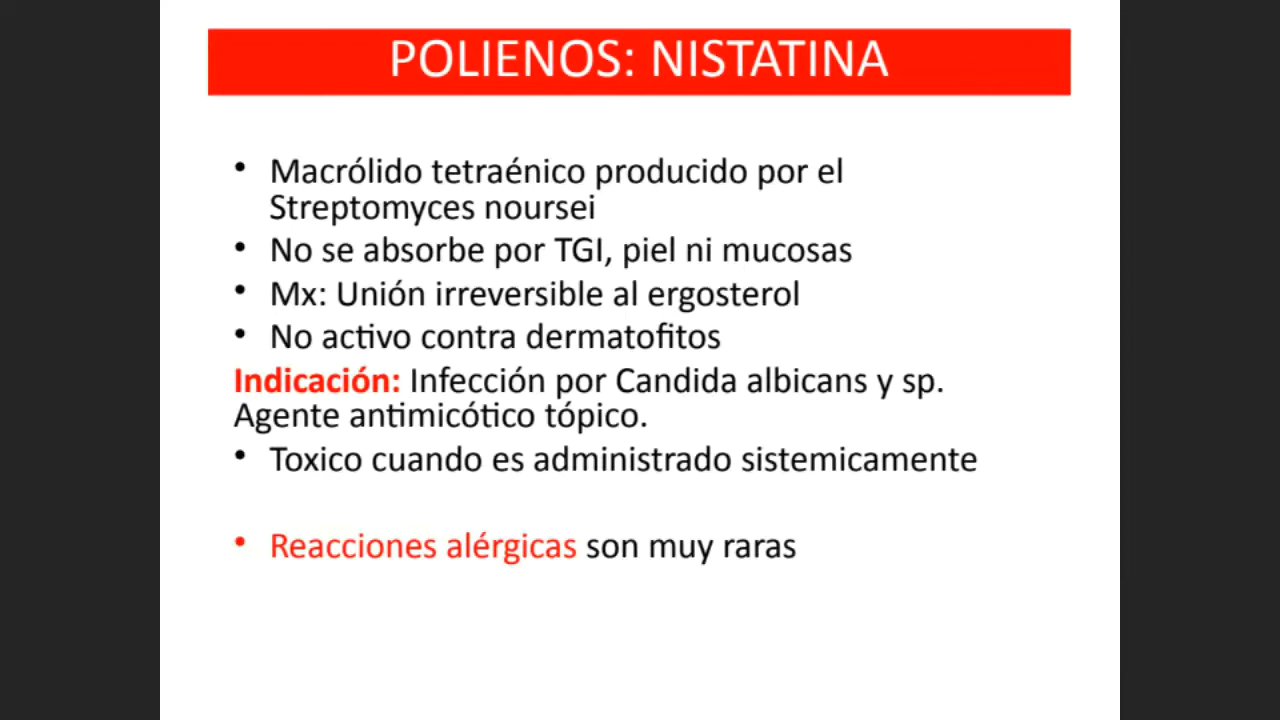 POLIENOS: NISTATINA
• Macrólido tetraénico producido por el
Streptomyces noursei
• No se absorbe por TGI, piel ni mucosas
• Mx: Unión irreversible al ergosterol
• No activo contra dermatofitos
Indicación: Infección por Candida albicans y sp.
Agente antimicótico tópico.
• Toxico cuando es administrado sistemicamente
• Reacciones alérgicas son muy raras